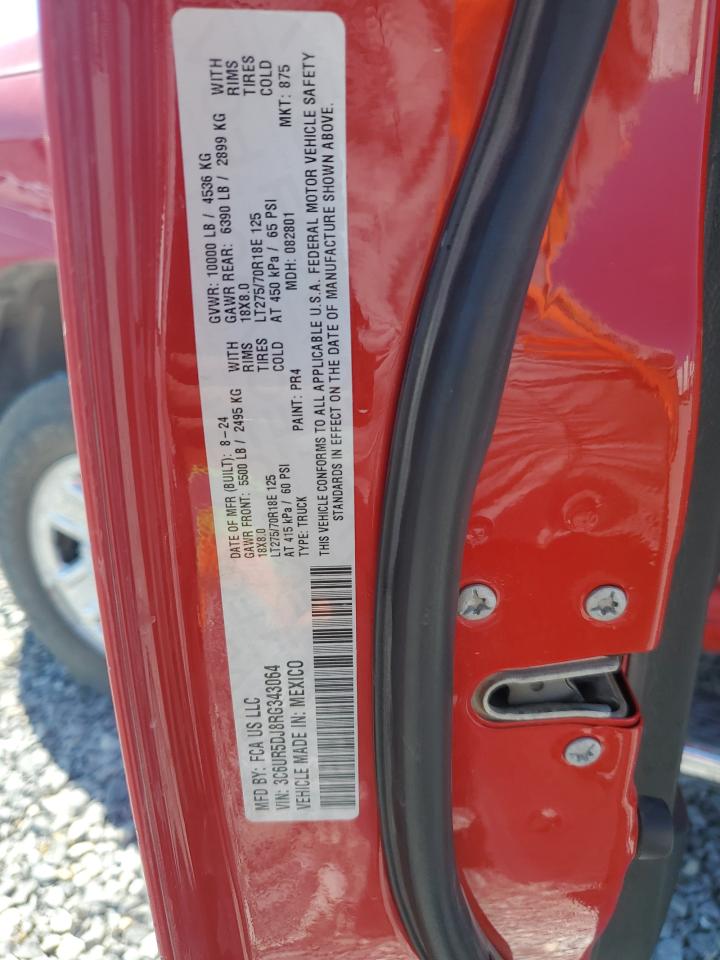 MFD BY: FCA US LLC
DATE OF MFR (BUILT): 8-24
GVWR: 10000 LB / 4536 KG
GAWR FRONT: 5500 LB / 2495 KG WITH
GAWR REAR: 6390 LB / 2899 KG WITH
18X8.0 RIMS
18X8.0 RIMS
LT275/70R18E 125 TIRES
LT275/70R18E 125 TIRES
AT 415 kPa / 60 PSI COLD
AT 450 kPa / 65 PSI COLD
VIN: 3C6UR5DJ8RG343064
TYPE: TRUCK
PAINT: PR4
MDH: 082801
MKT: 875
VEHICLE MADE IN: MEXICO
THIS VEHICLE CONFORMS TO ALL APPLICABLE U.S.A. FEDERAL MOTOR VEHICLE SAFETY
STANDARDS IN EFFECT ON THE DATE OF MANUFACTURE SHOWN ABOVE.